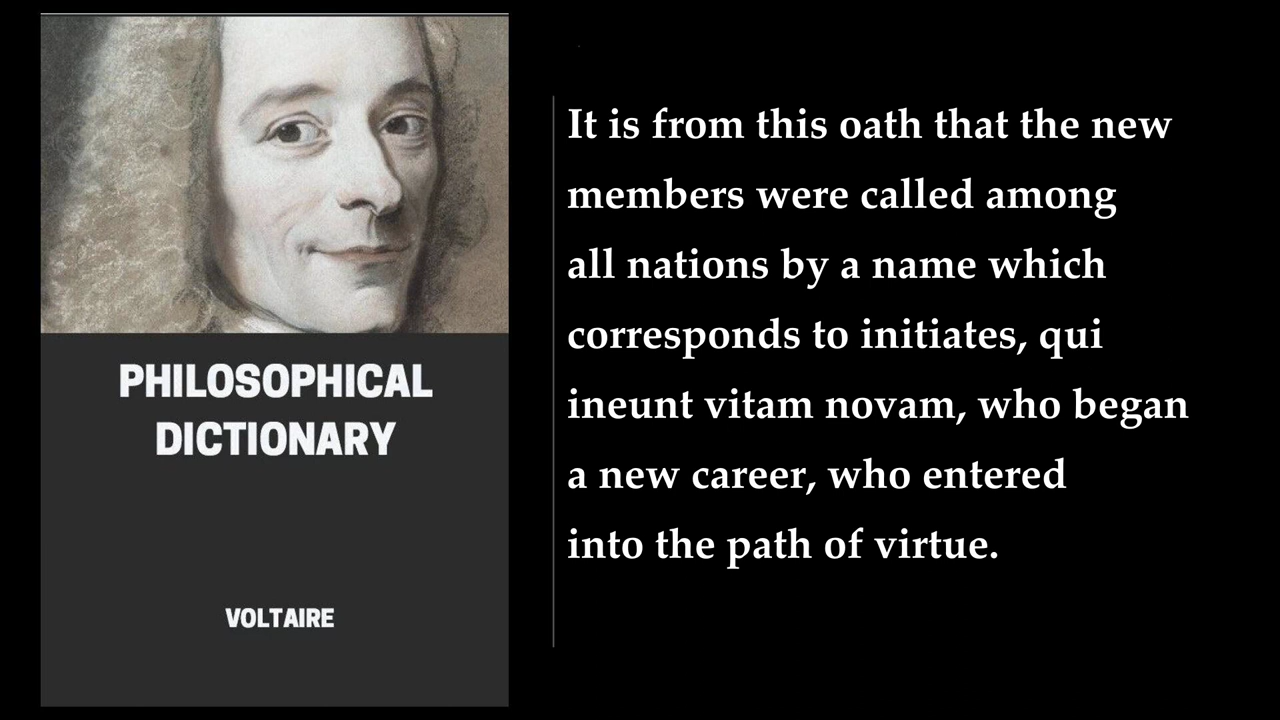 PHILOSOPHICAL
DICTIONARY
VOLTAIRE
It is from this oath that the new
members were called among
all nations by a name which
corresponds to initiates, qui
ineunt vitam novam, who began
a new career, who entered
into the path of virtue.